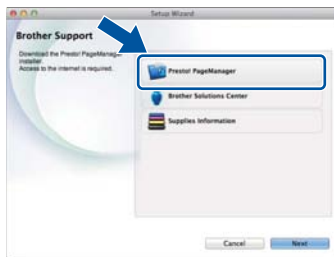 Setup Wizard
Brother Support
Download the Presto! PageManager
installer.
Access to the internet is required.
Presto! PageManager
Brother Solutions Center
Supplies Information
Cancel
Next